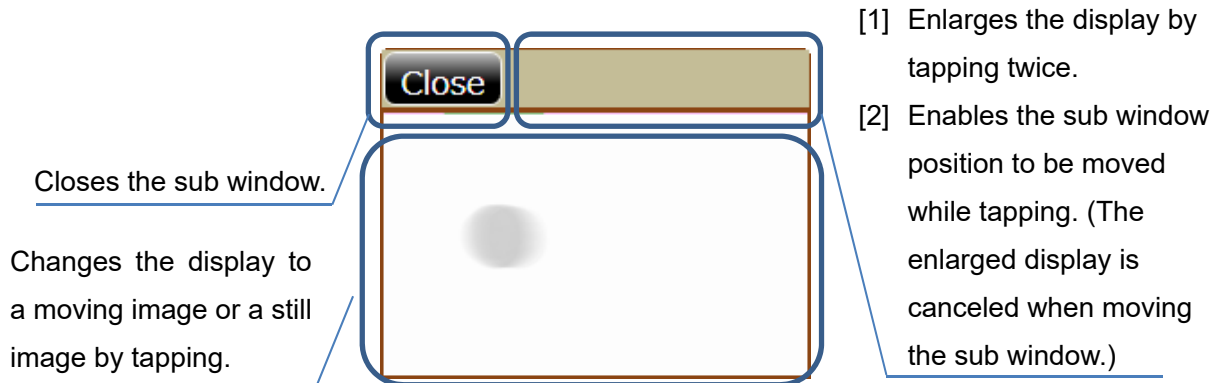 Close
Closes the sub window.
Changes the display to
a moving image or a still
image by tapping.
[1] Enlarges the display by
tapping twice.
[2] Enables the sub window
position to be moved
while tapping. (The
enlarged display is
canceled when moving
the sub window.)